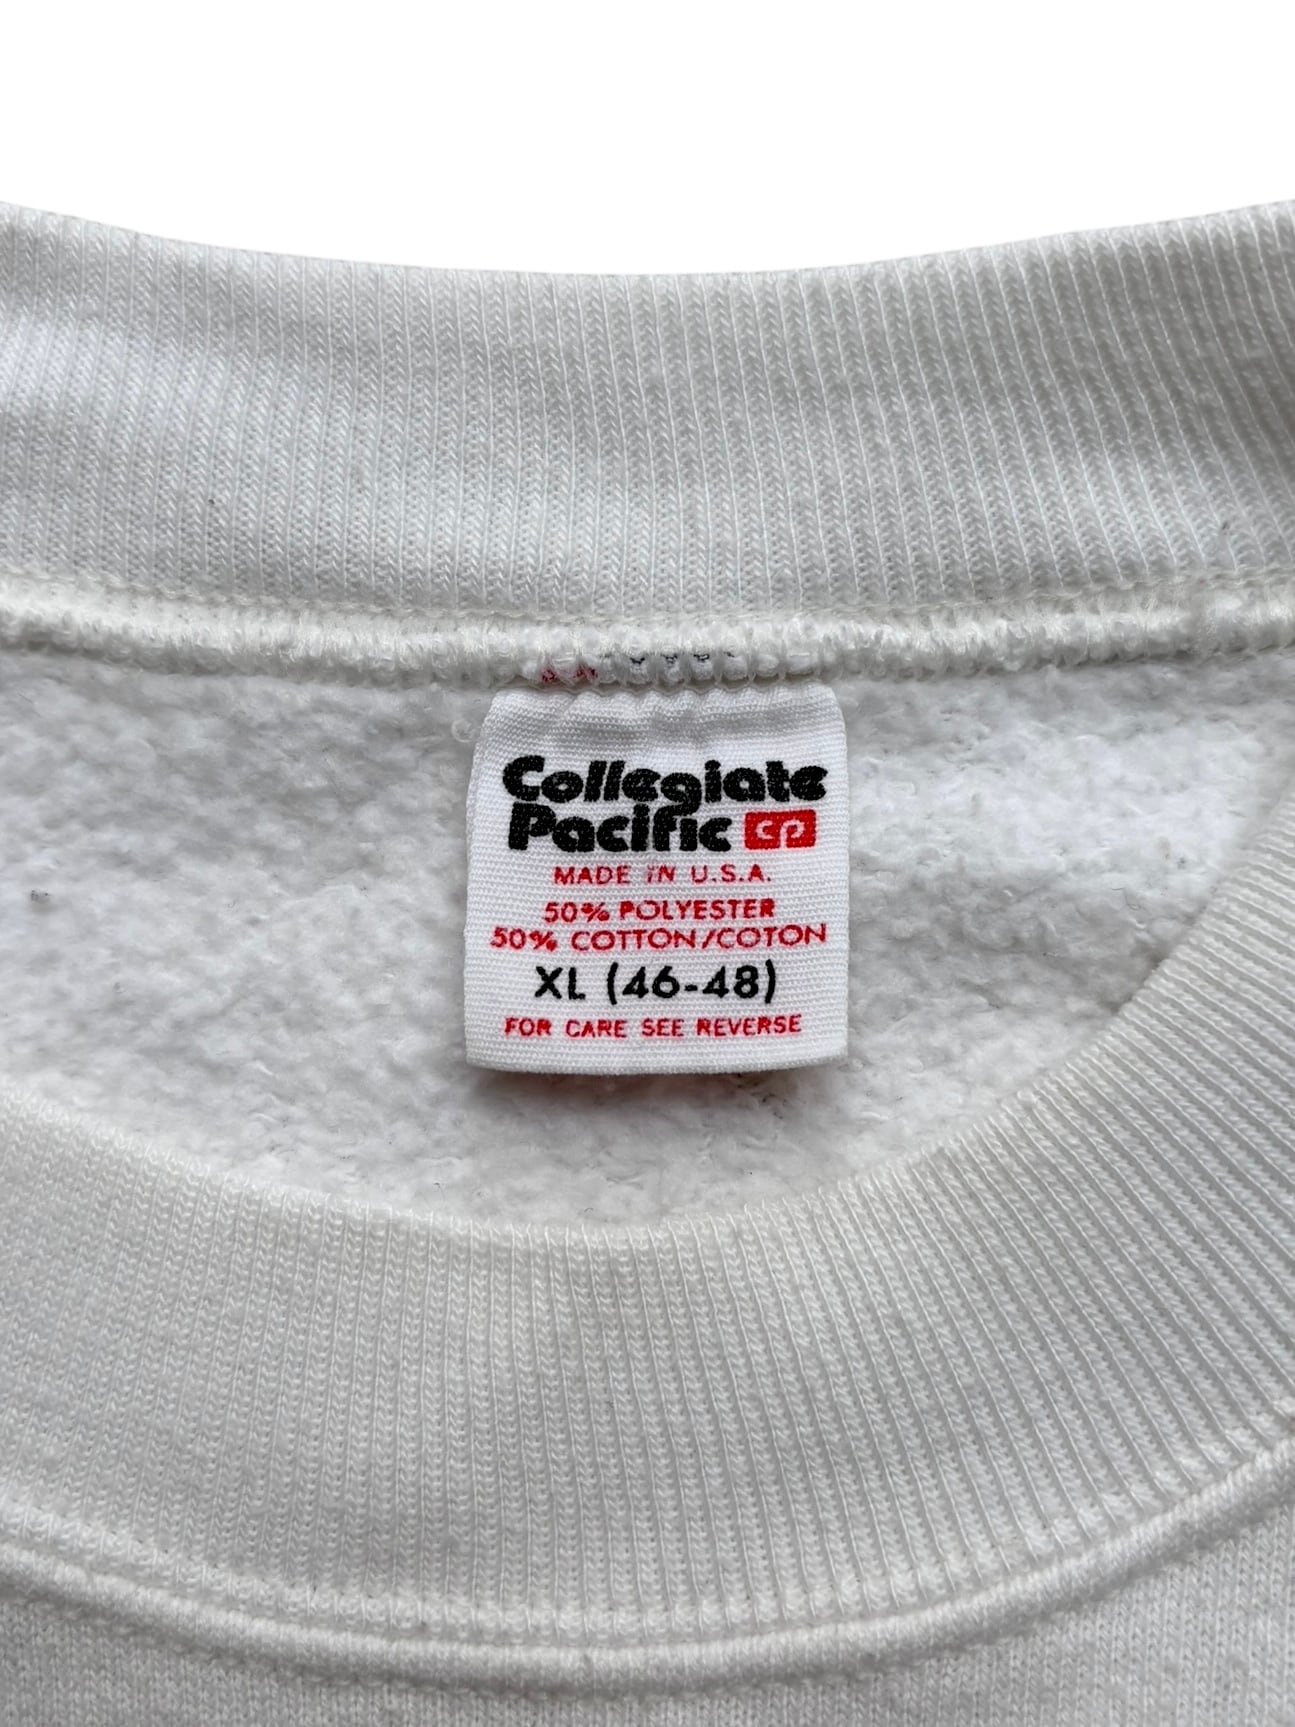 Collegiate
Pacific CP
MADE IN U.S.A.
50% POLYESTER
50% COTTON/COTON
XL (46-48)
FOR CARE SEE REVERSE